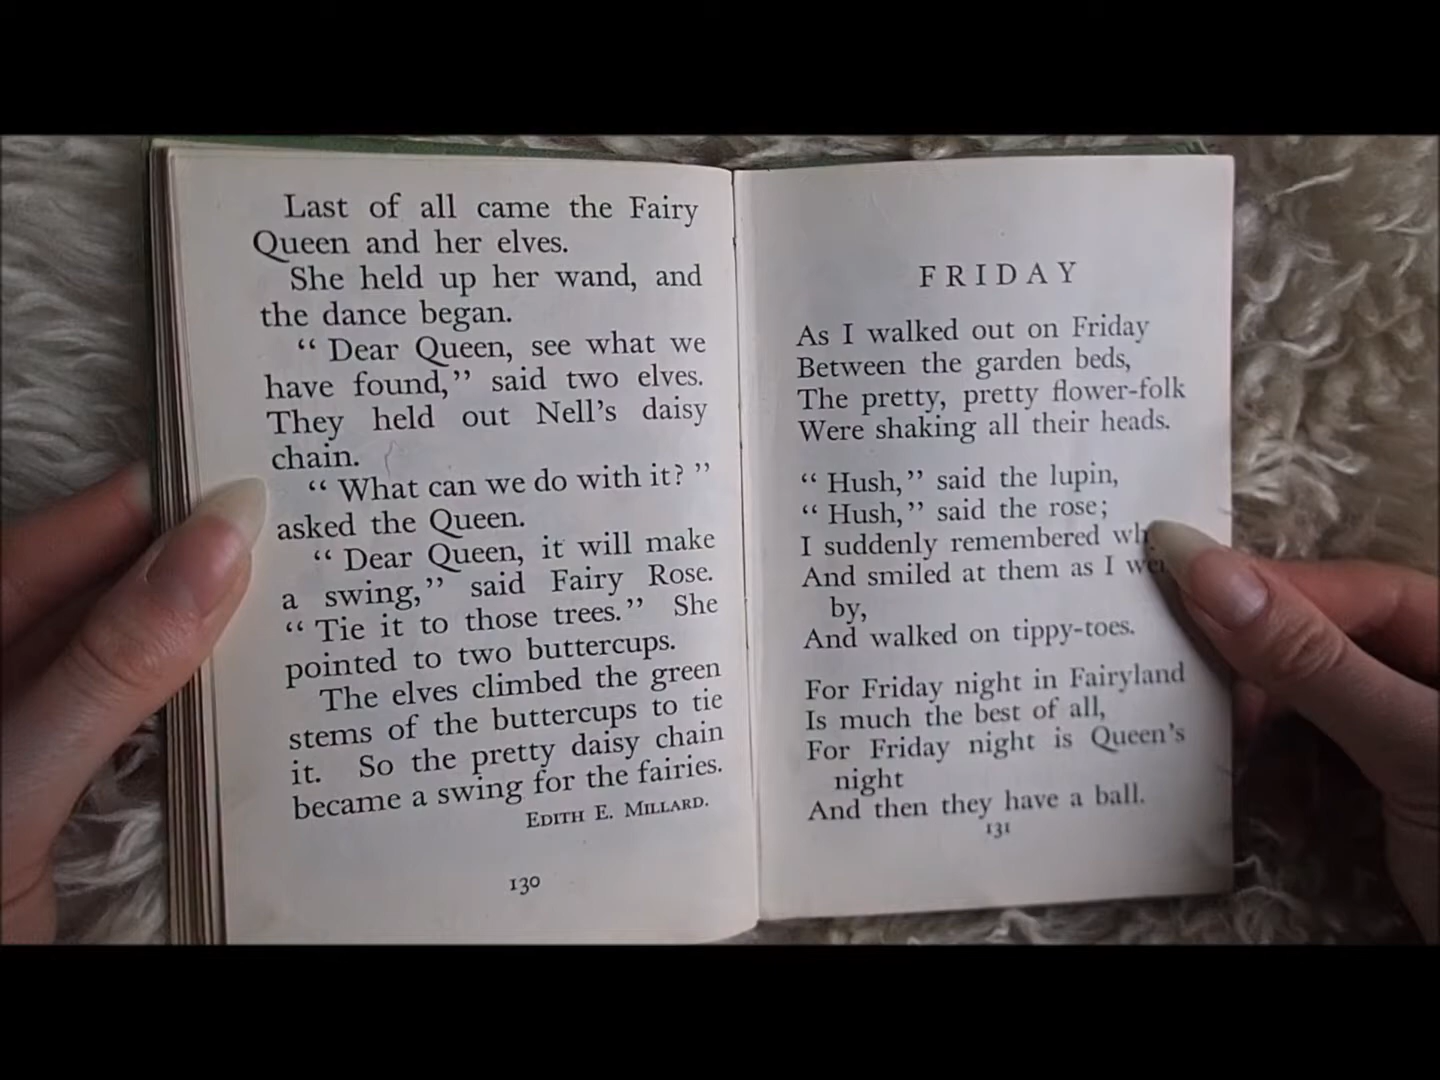 Last of all came the Fairy
Queen and her elves.
She held up her wand, and
the dance began.
“ Dear Queen, see what we
have found,” said two elves.
They held out Nell’s daisy
chain.
“ What can we do with it? ”
asked the Queen.
“ Dear Queen, it will make
a swing,” said Fairy Rose.
“ Tie it to those trees.” She
pointed to two buttercups.
The elves climbed the green
stems of the buttercups to tie
it. So the pretty daisy chain
became a swing for the fairies.
EDITH E. MILLARD.
130
FRIDAY
As I walked out on Friday
Between the garden beds,
The pretty, pretty flower-folk
Were shaking all their heads.
“ Hush,” said the lupin,
“ Hush,” said the rose;
I suddenly remembered
And smiled at them as I
by,
And walked on tippy-toes.
For Friday night in Fairyland
Is much the best of all,
For Friday night is Queen’s
night
And then they have a ball.
131